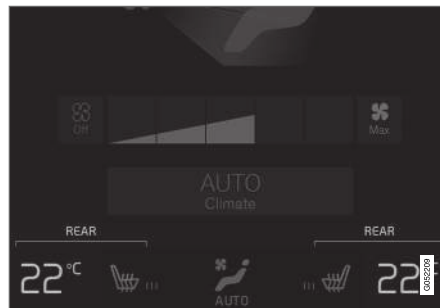 Off
Max
AUTO
Climate
REAR REAR
22°C 22°
AUTO
G052209